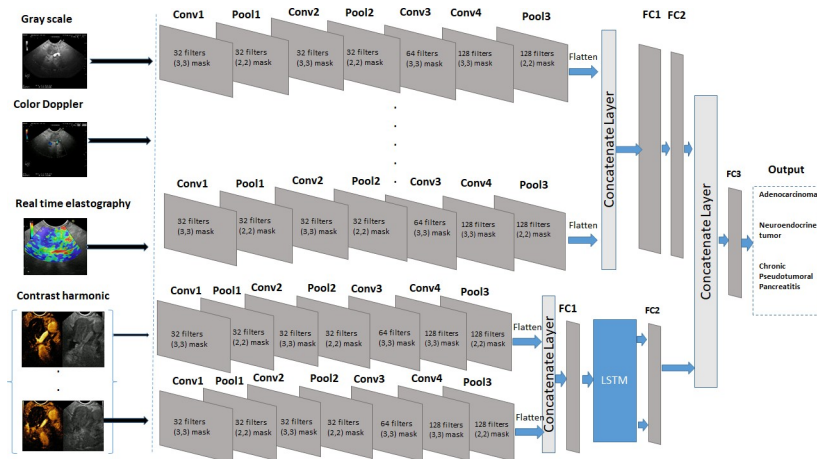 Gray scale
Color Doppler
Real time elastography
Contrast harmonic
Conv1 Pool1 Conv2 Pool2 Conv3 Conv4 Pool3
32 filters (3,3) mask
32 filters (2,2) mask
32 filters (3,3) mask
32 filters (2,2) mask
64 filters (3,3) mask
128 filters (3,3) mask
128 filters (2,2) mask
Flatten
Conv1 Pool1 Conv2 Pool2 Conv3 Conv4 Pool3
32 filters (3,3) mask
32 filters (2,2) mask
32 filters (3,3) mask
32 filters (2,2) mask
64 filters (3,3) mask
128 filters (3,3) mask
128 filters (2,2) mask
Flatten
Concatenate Layer
FC1 FC2
Conv1 Pool1 Conv2 Pool2 Conv3 Conv4 Pool3
32 filters (3,3) mask
32 filters (2,2) mask
32 filters (3,3) mask
32 filters (2,2) mask
64 filters (3,3) mask
128 filters (3,3) mask
128 filters (2,2) mask
Flatten
Conv1 Pool1 Conv2 Pool2 Conv3 Conv4 Pool3
32 filters (3,3) mask
32 filters (2,2) mask
32 filters (3,3) mask
32 filters (2,2) mask
64 filters (3,3) mask
128 filters (3,3) mask
128 filters (2,2) mask
Flatten
Concatenate Layer
FC1
LSTM
FC2
Concatenate Layer
FC3
Output
Adenocarcinoma
Neuroendocrine
tumor
Chronic
Pseudotumoral
Pancreatitis